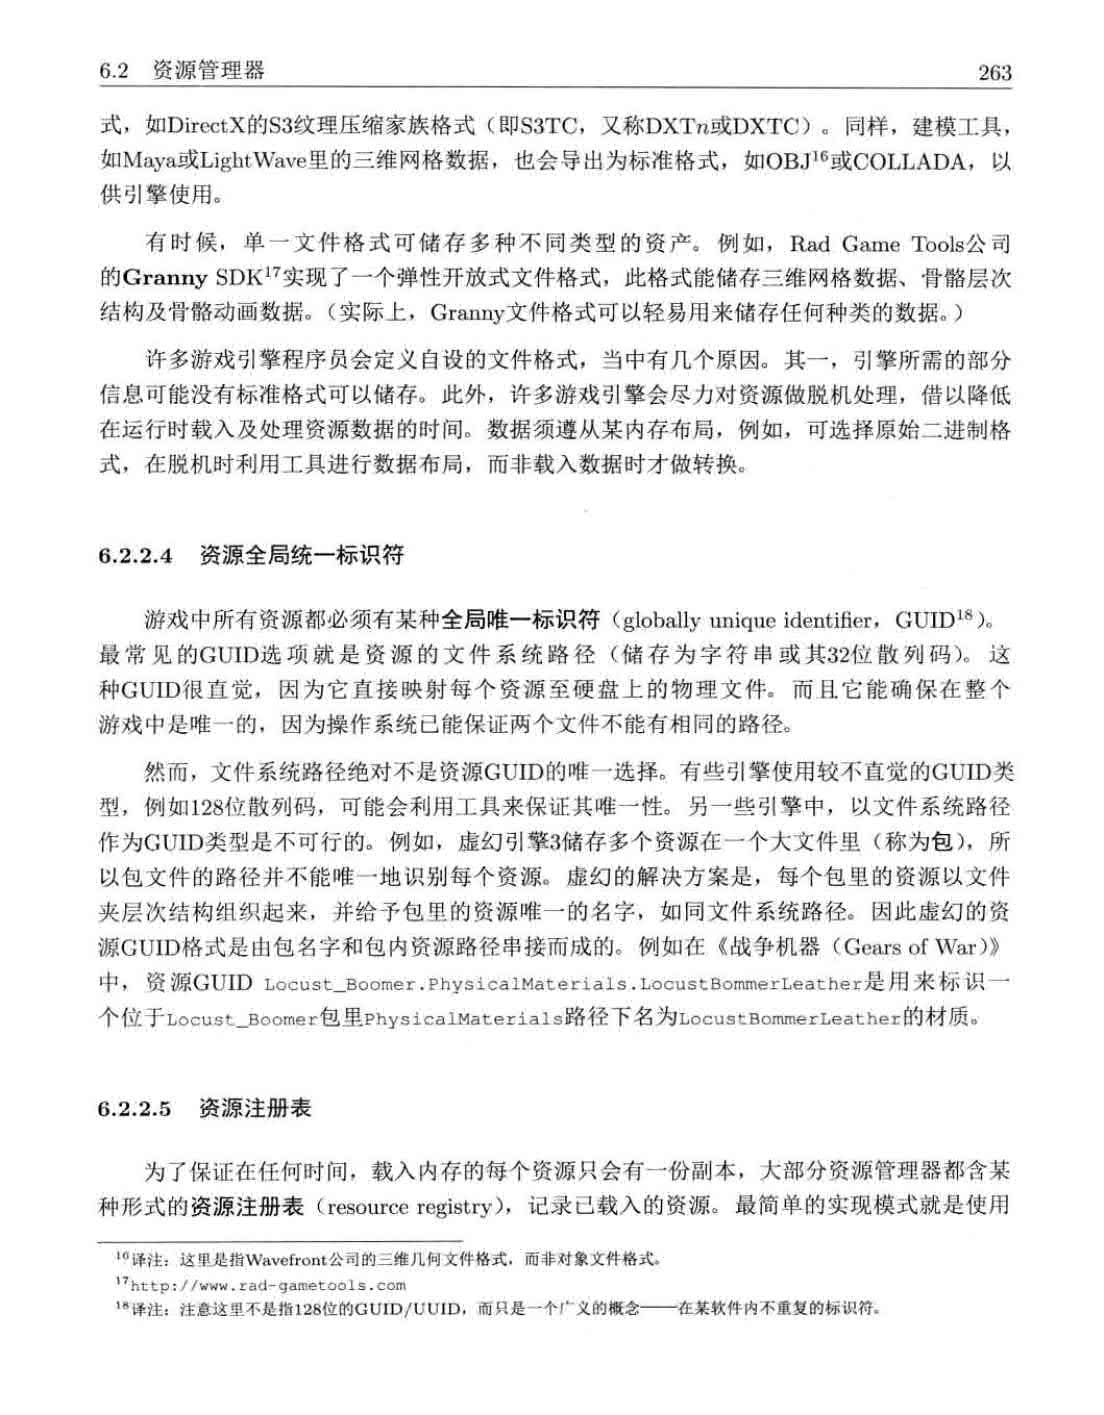 6.2 资源管理器 263
式，如DirectX的S3纹理压缩家族格式（即S3TC，又称DXTn或DXTC）。同样，建模工具，
如Maya或LightWave里的三维网格数据，也会导出为标准格式，如OBJ16或COLLADA，以
供引擎使用。
有时候，单一文件格式可储存多种不同类型的资产。例如，Rad Game Tools公司
的Granny SDK17实现了一个弹性开放式文件格式，此格式能储存三维网格数据、骨骼层次
结构及骨骼动画数据。（实际上，Granny文件格式可以轻易用来储存任何种类的数据。）
许多游戏引擎程序员会定义自设的文件格式，当中有几个原因。其一，引擎所需的部分
信息可能没有标准格式可以储存。此外，许多游戏引擎会尽力对资源做脱机处理，借以降低
在运行时载入及处理资源数据的时间。数据须遵从某内存布局，例如，可选择原始二进制格
式，在脱机时利用工具进行数据布局，而非载入数据时才做转换。
6.2.2.4 资源全局统一标识符
游戏中所有资源都必须有某种全局唯一标识符（globally unique identifier，GUID18）。
最常见的GUID选项就是资源的文件系统路径（储存为字符串或其32位散列码）。这
种GUID很直觉，因为它直接映射每个资源至硬盘上的物理文件。而且它能确保在整个
游戏中是唯一的，因为操作系统已能保证两个文件不能有相同的路径。
然而，文件系统路径绝对不是资源GUID的唯一选择。有些引擎使用较不直觉的GUID类
型，例如128位散列码，可能会利用工具来保证其唯一性。另一些引擎中，以文件系统路径
作为GUID类型是不可行的。例如，虚幻引擎3储存多个资源在一个大文件里（称为包），所
以包文件的路径并不能唯一地识别每个资源。虚幻的解决方案是，每个包里的资源以文件
夹层次结构组织起来，并给予包里的资源唯一的名字，如同文件系统路径。因此虚幻的资
源GUID格式是由包名字和包内资源路径串接而成的。例如在《战争机器（Gears of War）》
中，资源GUID Locust_Boomer.PhysicalMaterials.LocustBommerLeather是用来标识一
个位于Locust_Boomer包里PhysicalMaterials路径下名为LocustBommerLeather的材质。
6.2.2.5 资源注册表
为了保证在任何时间，载入内存的每个资源只会有一份副本，大部分资源管理器都含某
种形式的资源注册表（resource registry），记录已载入的资源。最简单的实现模式就是使用
16译注：这里是指Wavefront公司的三维几何文件格式，而非对象文件格式。
17http://www.rad-gametools.com
18译注：注意这里不是指128位的GUID/UUID，而只是一个广义的概念——在某软件内不重复的标识符。